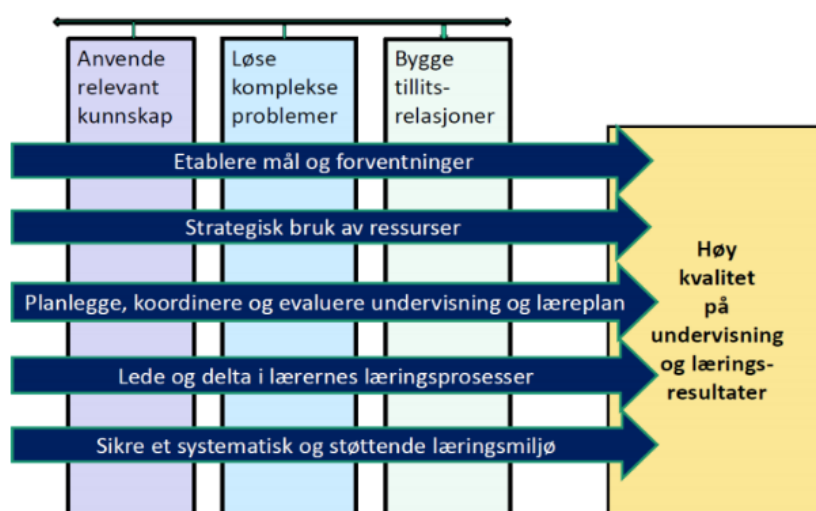 Anvende
relevant
kunnskap
Løse
komplekse
problemer
Bygge
tillits-
relasjoner
Etablere mål og forventninger
Strategisk bruk av ressurser
Planlegge, koordinere og evaluere undervisning og læreplan
Lede og delta i lærernes læringsprosesser
Sikre et systematisk og støttende læringsmiljø
Høy
kvalitet
på
undervisning
og lærings-
resultater